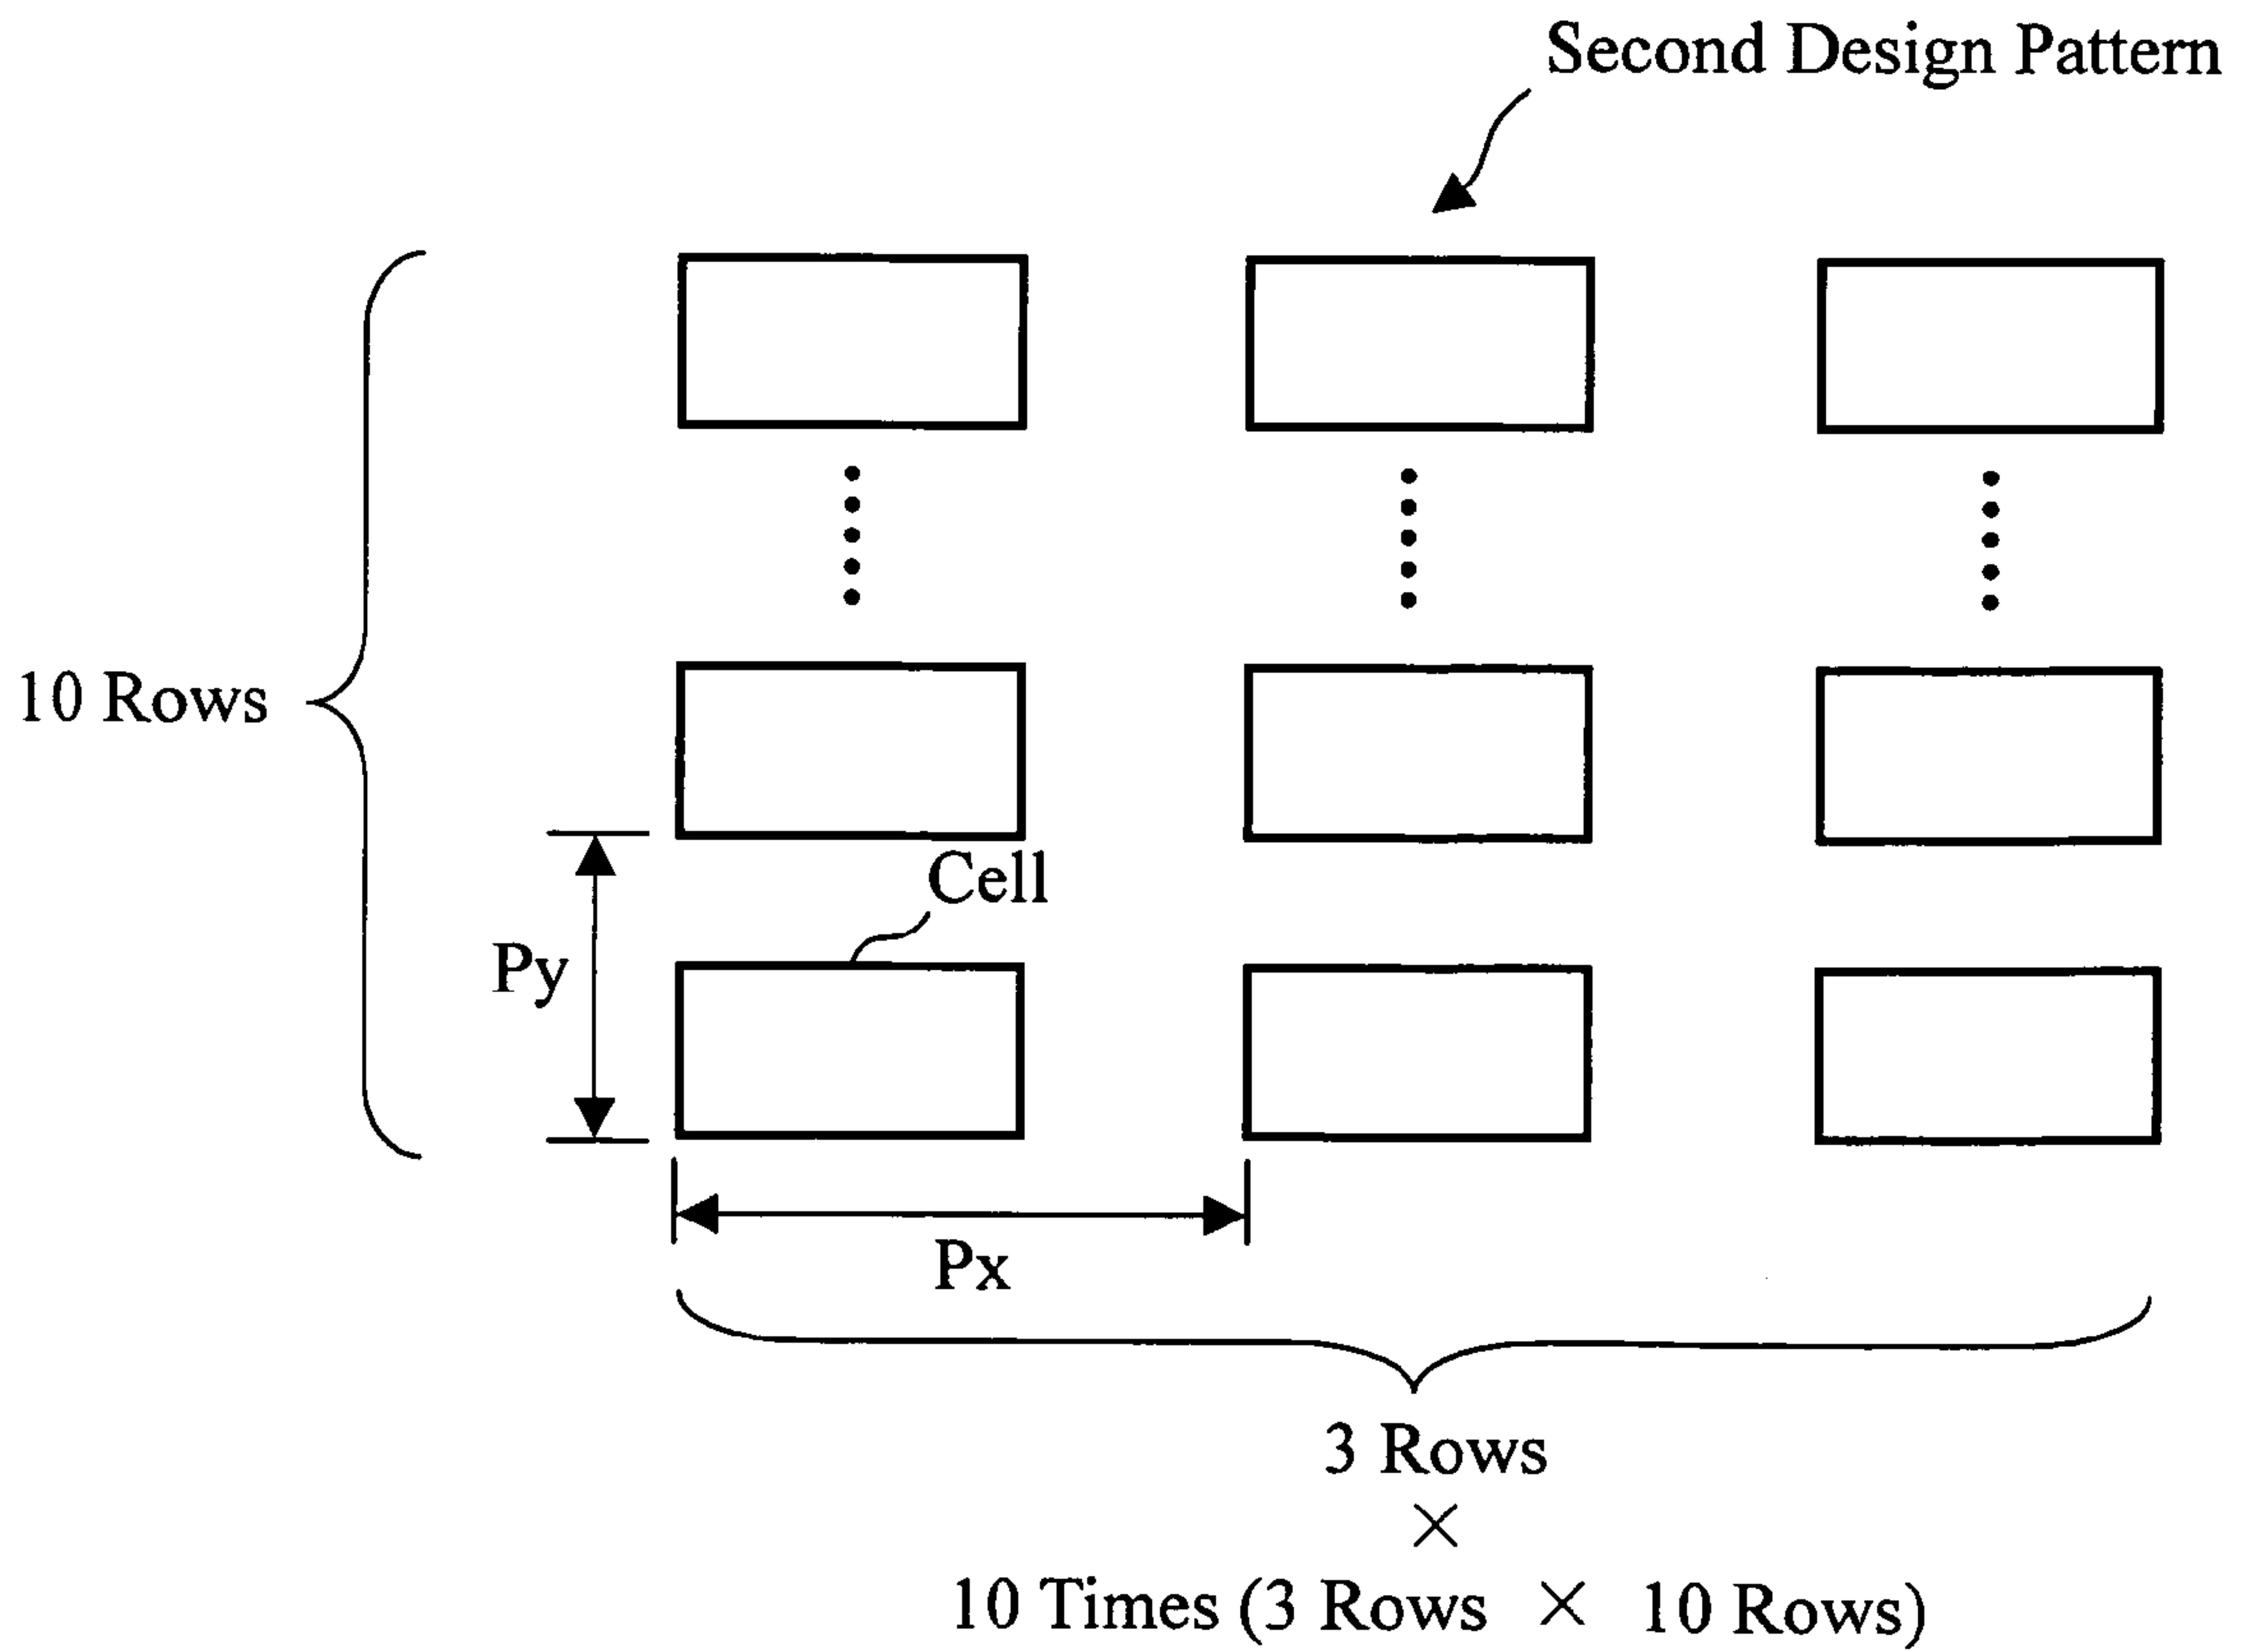 Second Design Pattern
10 Rows
Cell
Py
Px
3 Rows
×
10 Times (3 Rows × 10 Rows)